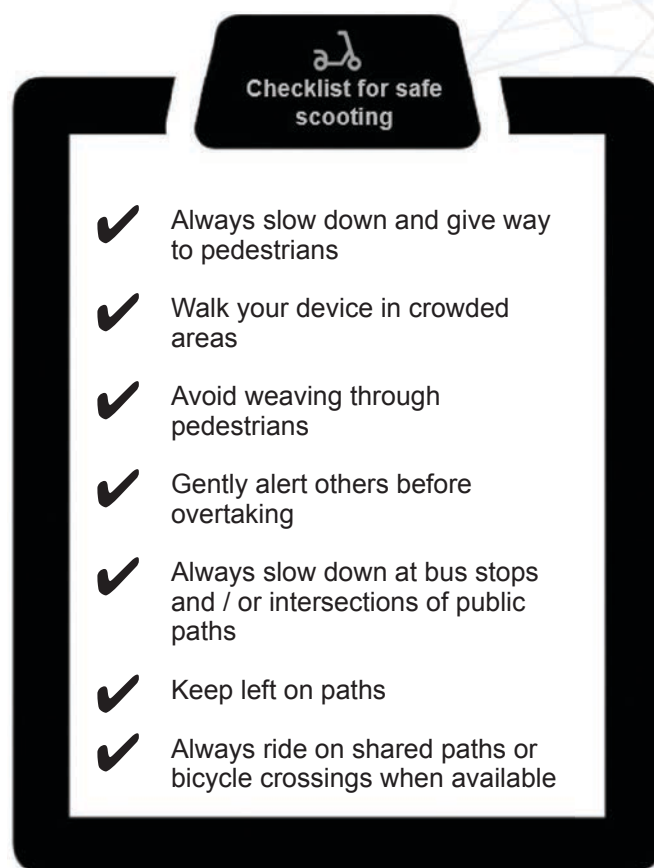 Checklist for safe
scooting
Always slow down and give way
to pedestrians
Walk your device in crowded
areas
Avoid weaving through
pedestrians
Gently alert others before
overtaking
Always slow down at bus stops
and / or intersections of public
paths
Keep left on paths
Always ride on shared paths or
bicycle crossings when available